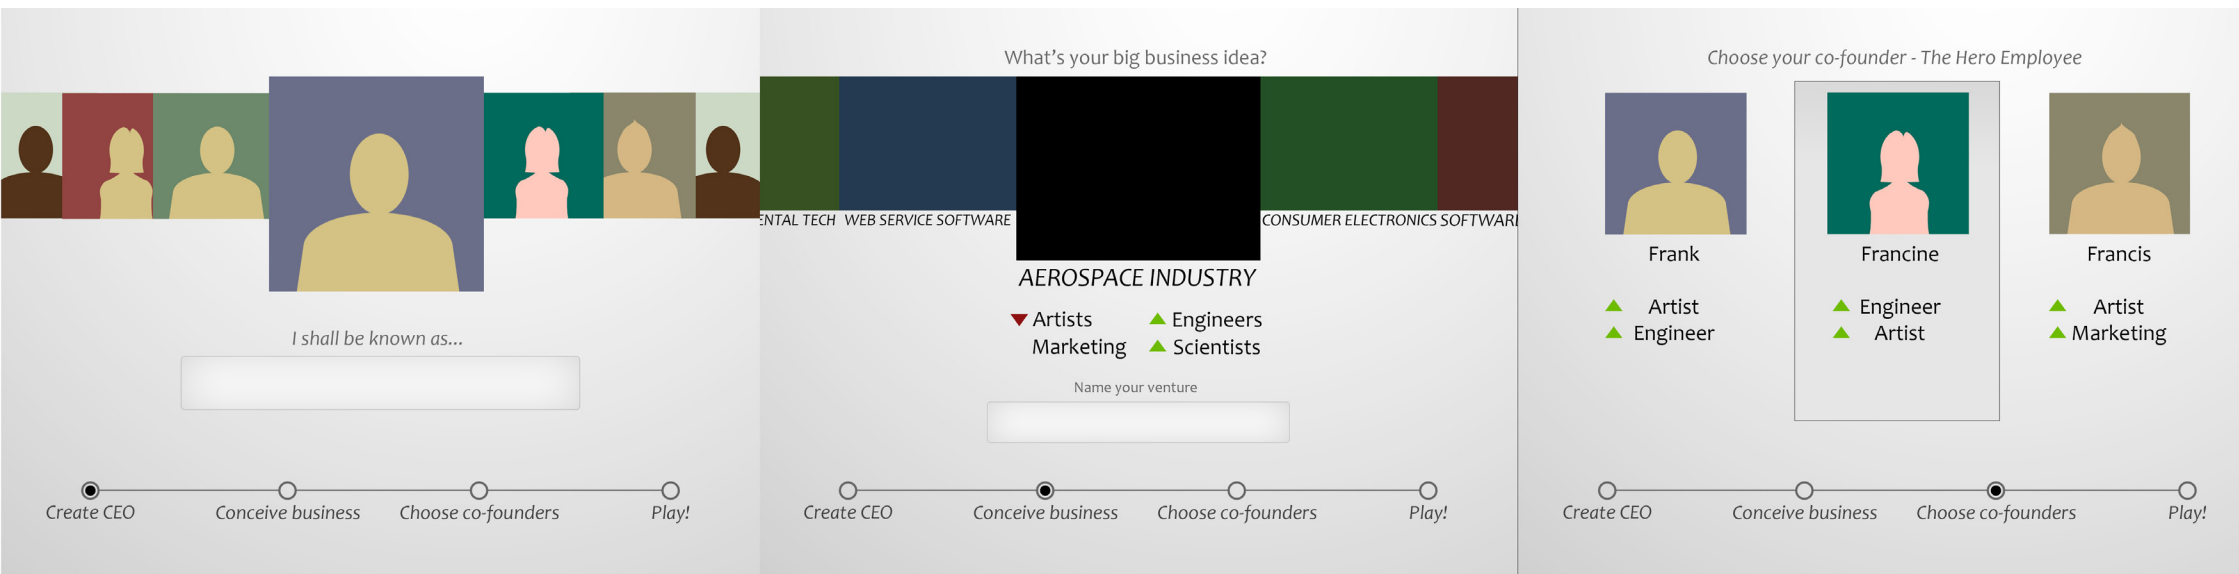 I shall be known as...
Create CEO
Conceive business
Choose co-founders
Play!
What's your big business idea?
ENTAL TECH
WEB SERVICE SOFTWARE
CONSUMER ELECTRONICS
SOFTWARE
AEROSPACE INDUSTRY
Artists
Engineers
Marketing
Scientists
Name your venture
Create CEO
Conceive business
Choose co-founders
Play!
Choose your co-founder - The Hero Employee
Frank
Artist
Engineer
Francine
Engineer
Artist
Francis
Artist
Marketing
Create CEO
Conceive business
Choose co-founders
Play!